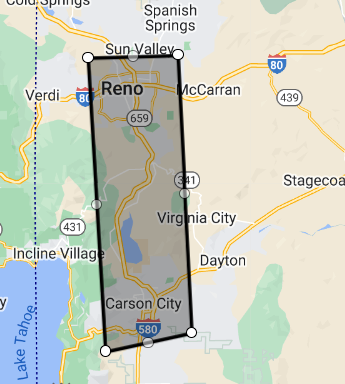 Cold Springs
Spanish
Springs
Sun Valley
80
Verdi
80
Reno
McCarran
439
659
341
Stagecoa
Virginia City
431
Incline Village
Dayton
y
Carson City
580
Lake Tahoe